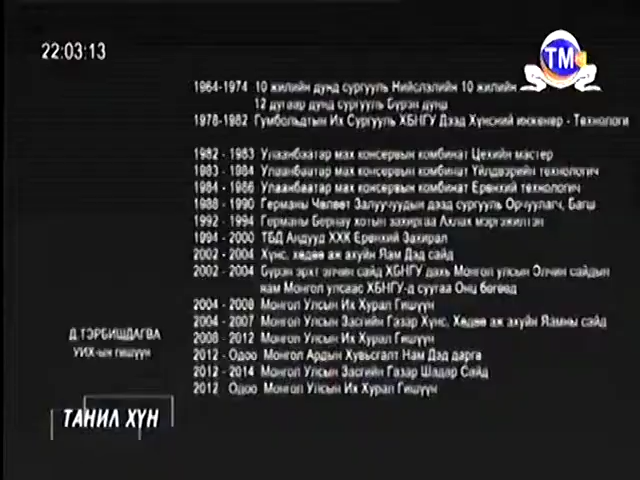 22:03:13
ТМ
1964-1974 10 жилийн дунд сургууль Нийслэлийн 10 жилийн
12 дугаар дунд сургууль Бүрэн дунд
1978-1982 Гумбольдтын Их Сургууль ХБНГУ Дээд Хүнсний инженер - Технологи
1982 - 1983 Улаанбаатар мах консервын комбинат Цехийн мастер
1983 - 1984 Улаанбаатар мах консервын комбинат Үйлдвэрийн технологич
1984 - 1986 Улаанбаатар мах консервын комбинат Ерөнхий технологич
1988 - 1990 Германы Чөлөөт Залуучуудын дээд сургууль Орчуулагч, Багш
1992 - 1994 Германы Бернау хотын захиргаа Ахлах мэргэжилтэн
1994 - 2000 ТБД Андууд ХХК Ерөнхий Захирал
2002 - 2004 Хүнс, хөдөө аж ахуйн Яам Дэд сайд
2002 - 2004 Бүрэн эрхт элчин сайд ХБНГУ дахь Монгол улсын Элчин сайдын
яам Монгол улсаас ХБНГУ-д суугаа Онц бөгөөд
2004 - 2008 Монгол Улсын Их Хурал Гишүүн
2004 - 2007 Монгол Улсын Засгийн Газар Хүнс, Хөдөө аж ахуйн Яамны сайд
2008 - 2012 Монгол Улсын Их Хурал Гишүүн
2012 - Одоо Монгол Ардын Хувьсгалт Нам Дэд дарга
2012 - 2014 Монгол Улсын Засгийн Газар Шадар Сайд
2012 Одоо Монгол Улсын Их Хурал Гишүүн
Д.ТЭРБИШДАГВА
УИХ-ын гишүүн
ТАНИЛ ХҮН